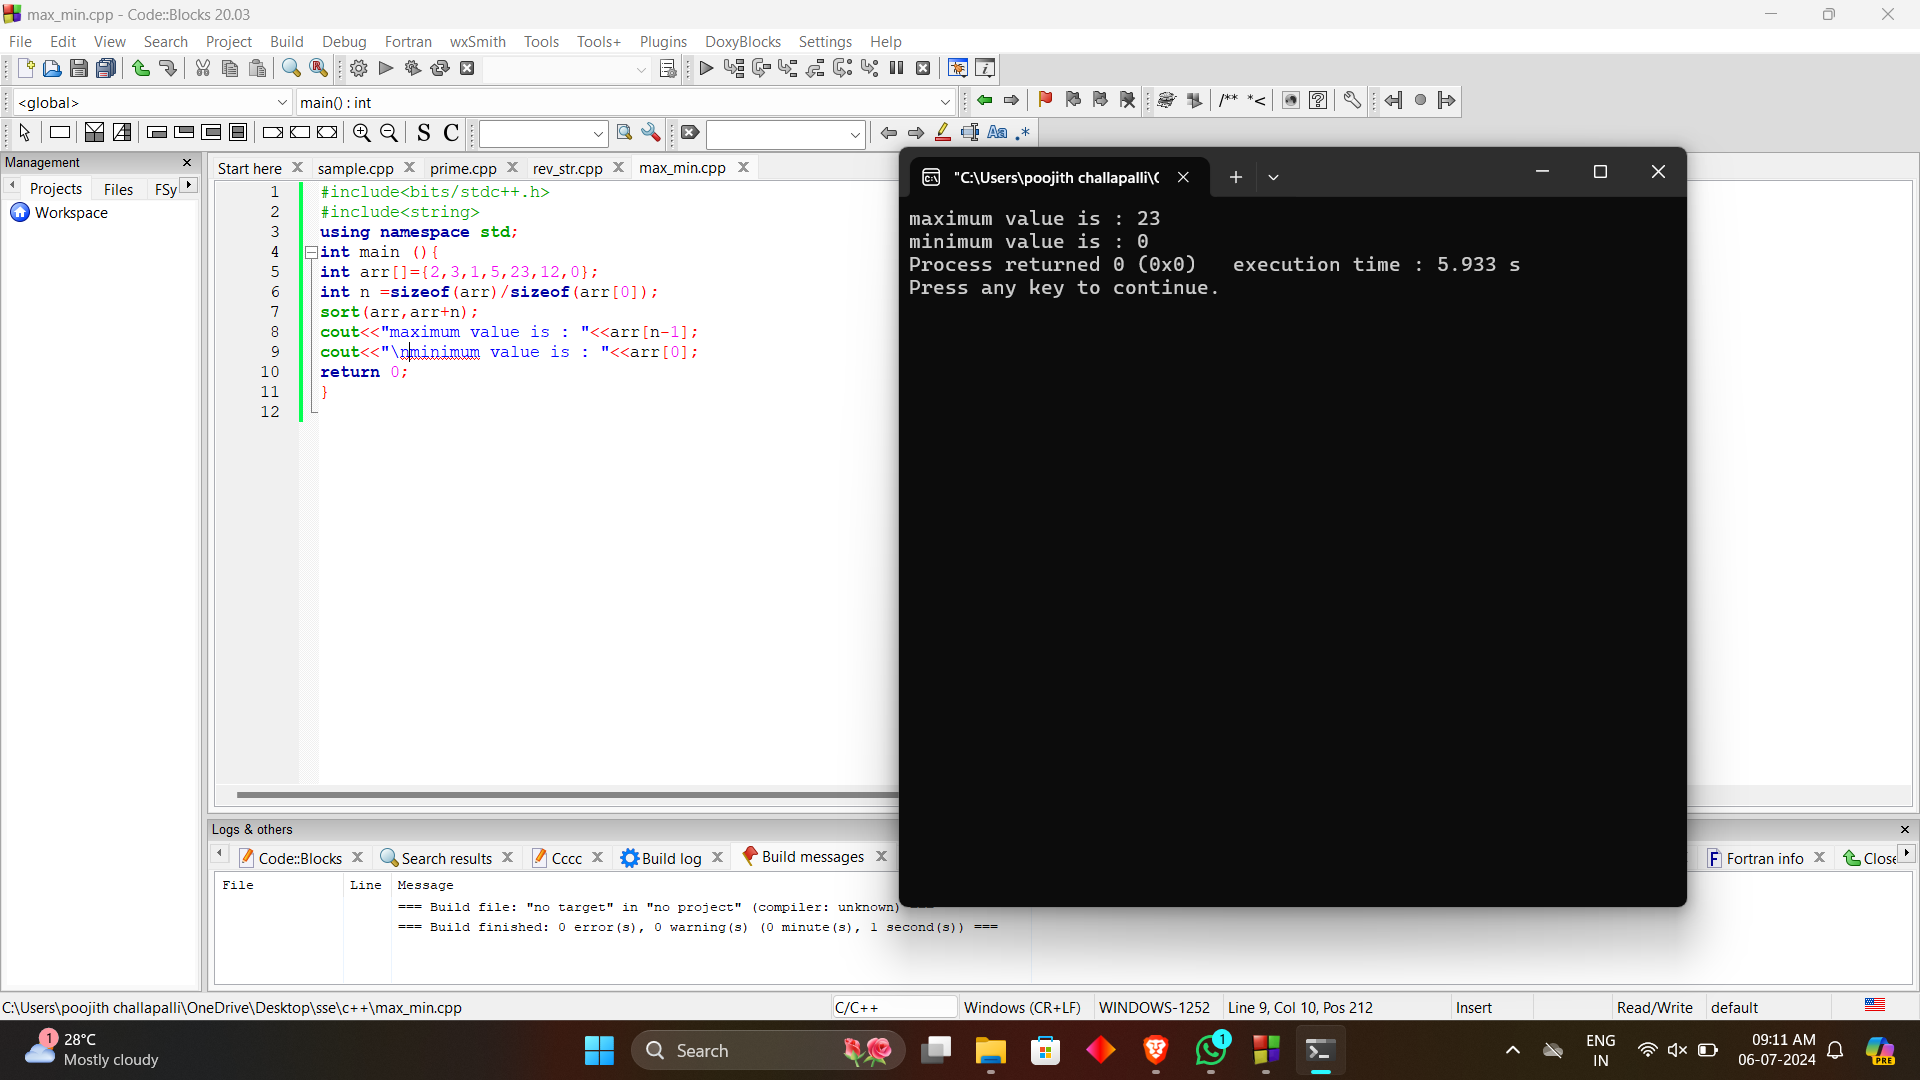 max_min.cpp - Code::Blocks 20.03
File Edit View Search Project Build Debug Fortran wxSmith Tools Tools+ Plugins DoxyBlocks Settings Help
<global> main() : int
/** *<
S C Aa .*
Management
Projects Files FSy
Workspace
Start here sample.cpp prime.cpp rev_str.cpp max_min.cpp
1 #include<bits/stdc++.h>
2 #include<string>
3 using namespace std;
4 int main (){
5 int arr[]={2,3,1,5,23,12,0};
6 int n =sizeof(arr)/sizeof(arr[0]);
7 sort(arr,arr+n);
8 cout<<"maximum value is : "<<arr[n-1];
9 cout<<"\nminimum value is : "<<arr[0];
10 return 0;
11 }
12
"C:\Users\poojith challapalli\
maximum value is : 23
minimum value is : 0
Process returned 0 (0x0)   execution time : 5.933 s
Press any key to continue.
Logs & others
Code::Blocks Search results Cccc Build log Build messages Fortran info Close
File Line Message
=== Build file: "no target" in "no project" (compiler: unknown) ===
=== Build finished: 0 error(s), 0 warning(s) (0 minute(s), 1 second(s)) ===
C:\Users\poojith challapalli\OneDrive\Desktop\sse\c++\max_min.cpp C/C++ Windows (CR+LF) WINDOWS-1252 Line 9, Col 10, Pos 212 Insert Read/Write default
1 28°C
Mostly cloudy
Search
1
ENG
IN
09:11 AM
06-07-2024
PRE